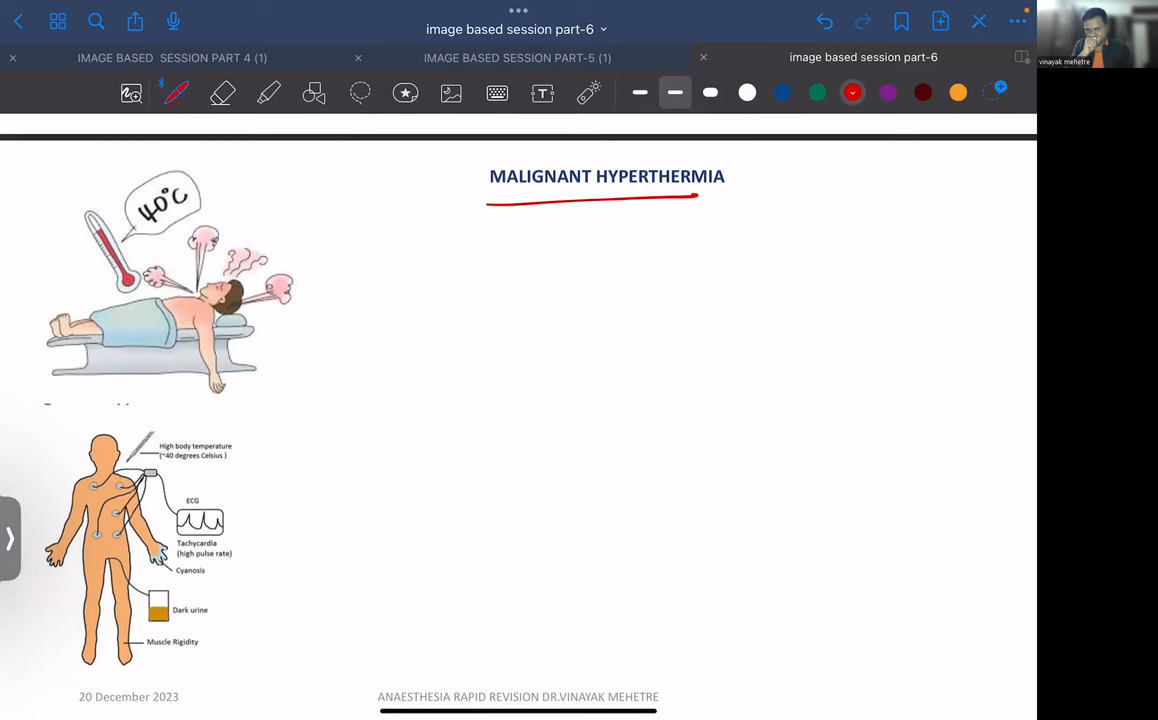 image based session part-6
IMAGE BASED SESSION PART 4 (1)
IMAGE BASED SESSION PART-5 (1)
image based session part-6
vinayak mehetre
T
MALIGNANT HYPERTHERMIA
40°C
High body temperature
(~40 degrees Celsius )
ECG
Tachycardia
(high pulse rate)
Cyanosis
Dark urine
Muscle Rigidity
20 December 2023
ANAESTHESIA RAPID REVISION DR.VINAYAK MEHETRE